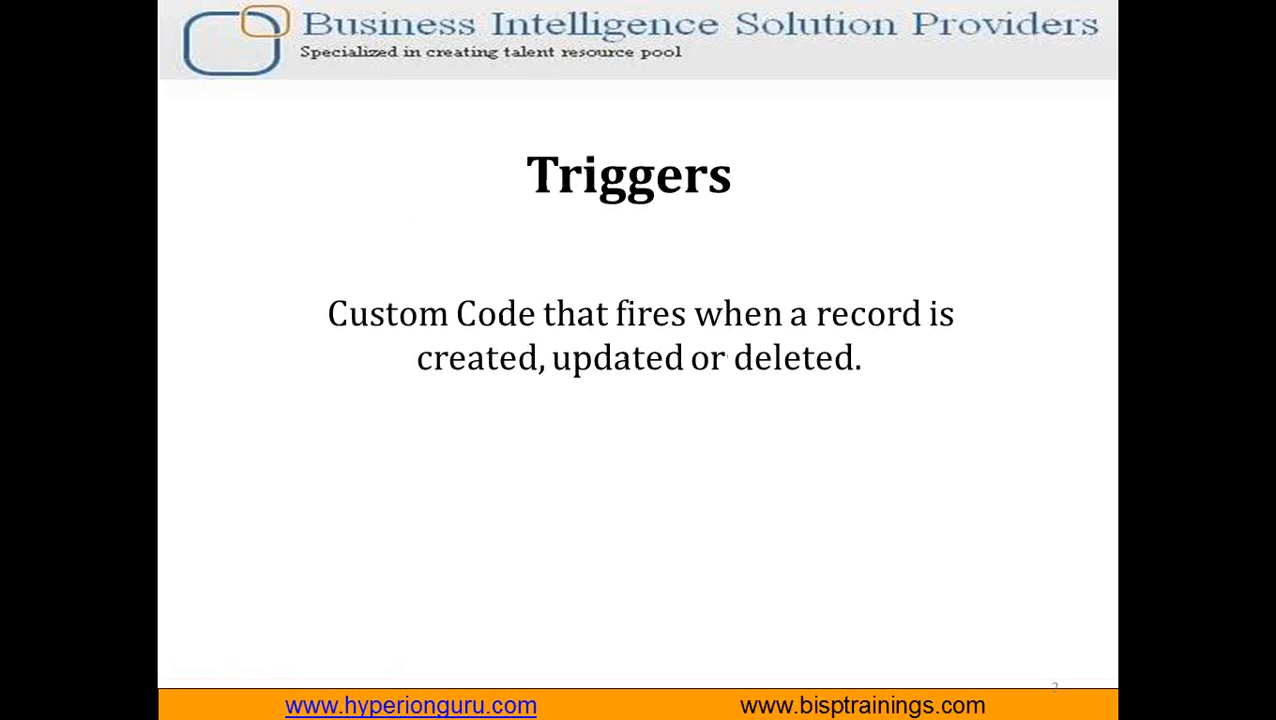 Business Intelligence Solution Providers
Specialized in creating talent resource pool
Triggers
Custom Code that fires when a record is
created, updated or deleted.
2
www.hyperionguru.com
www.bisptrainings.com